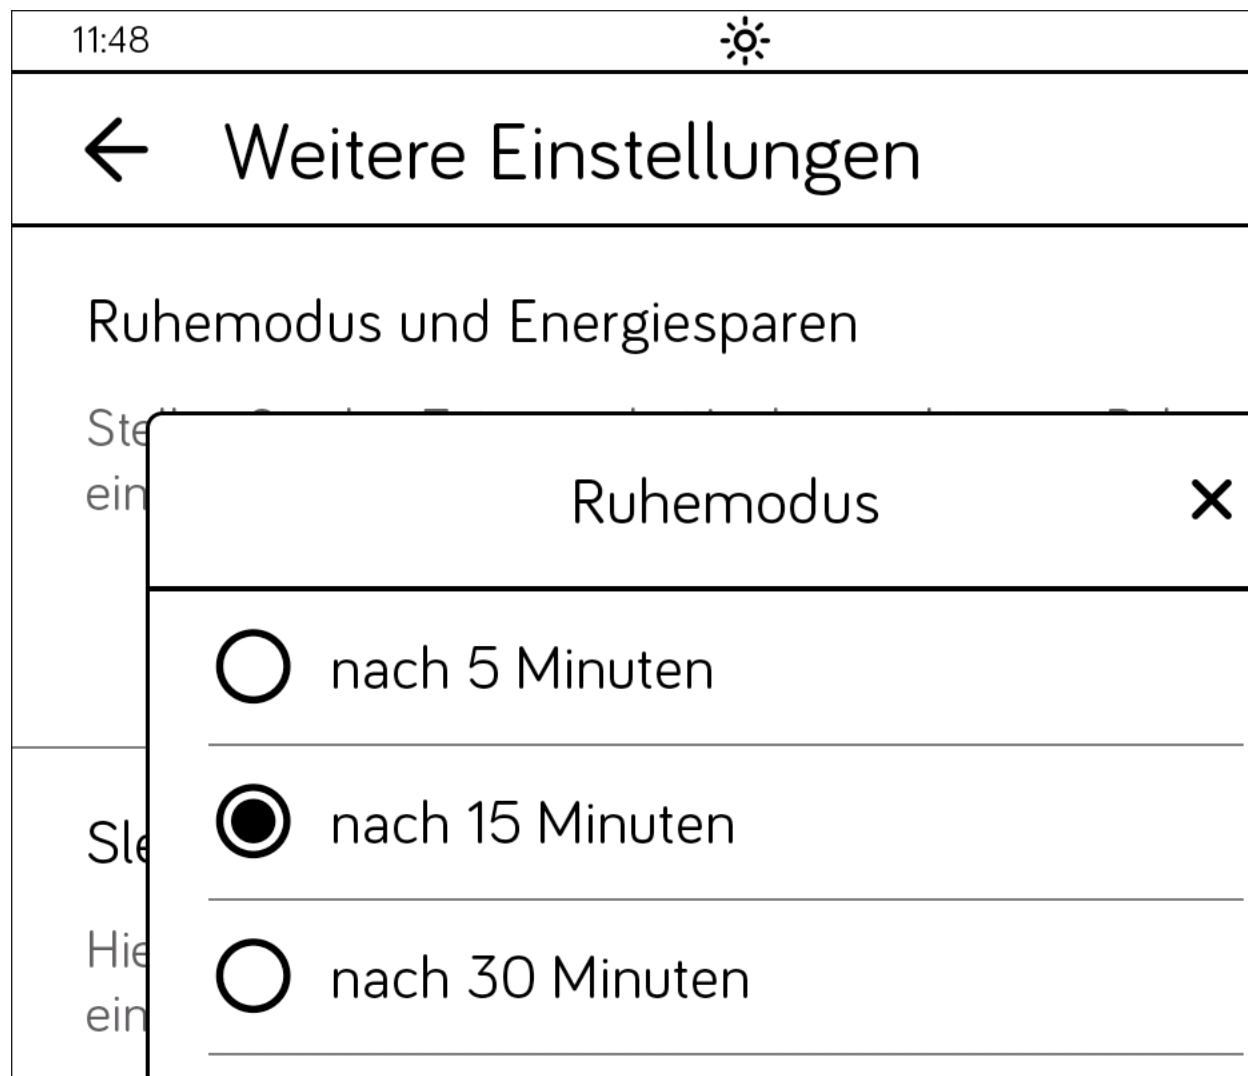 11:48
Weitere Einstellungen
Ruhemodus und Energiesparen
Ruhemodus
nach 5 Minuten
nach 15 Minuten
nach 30 Minuten